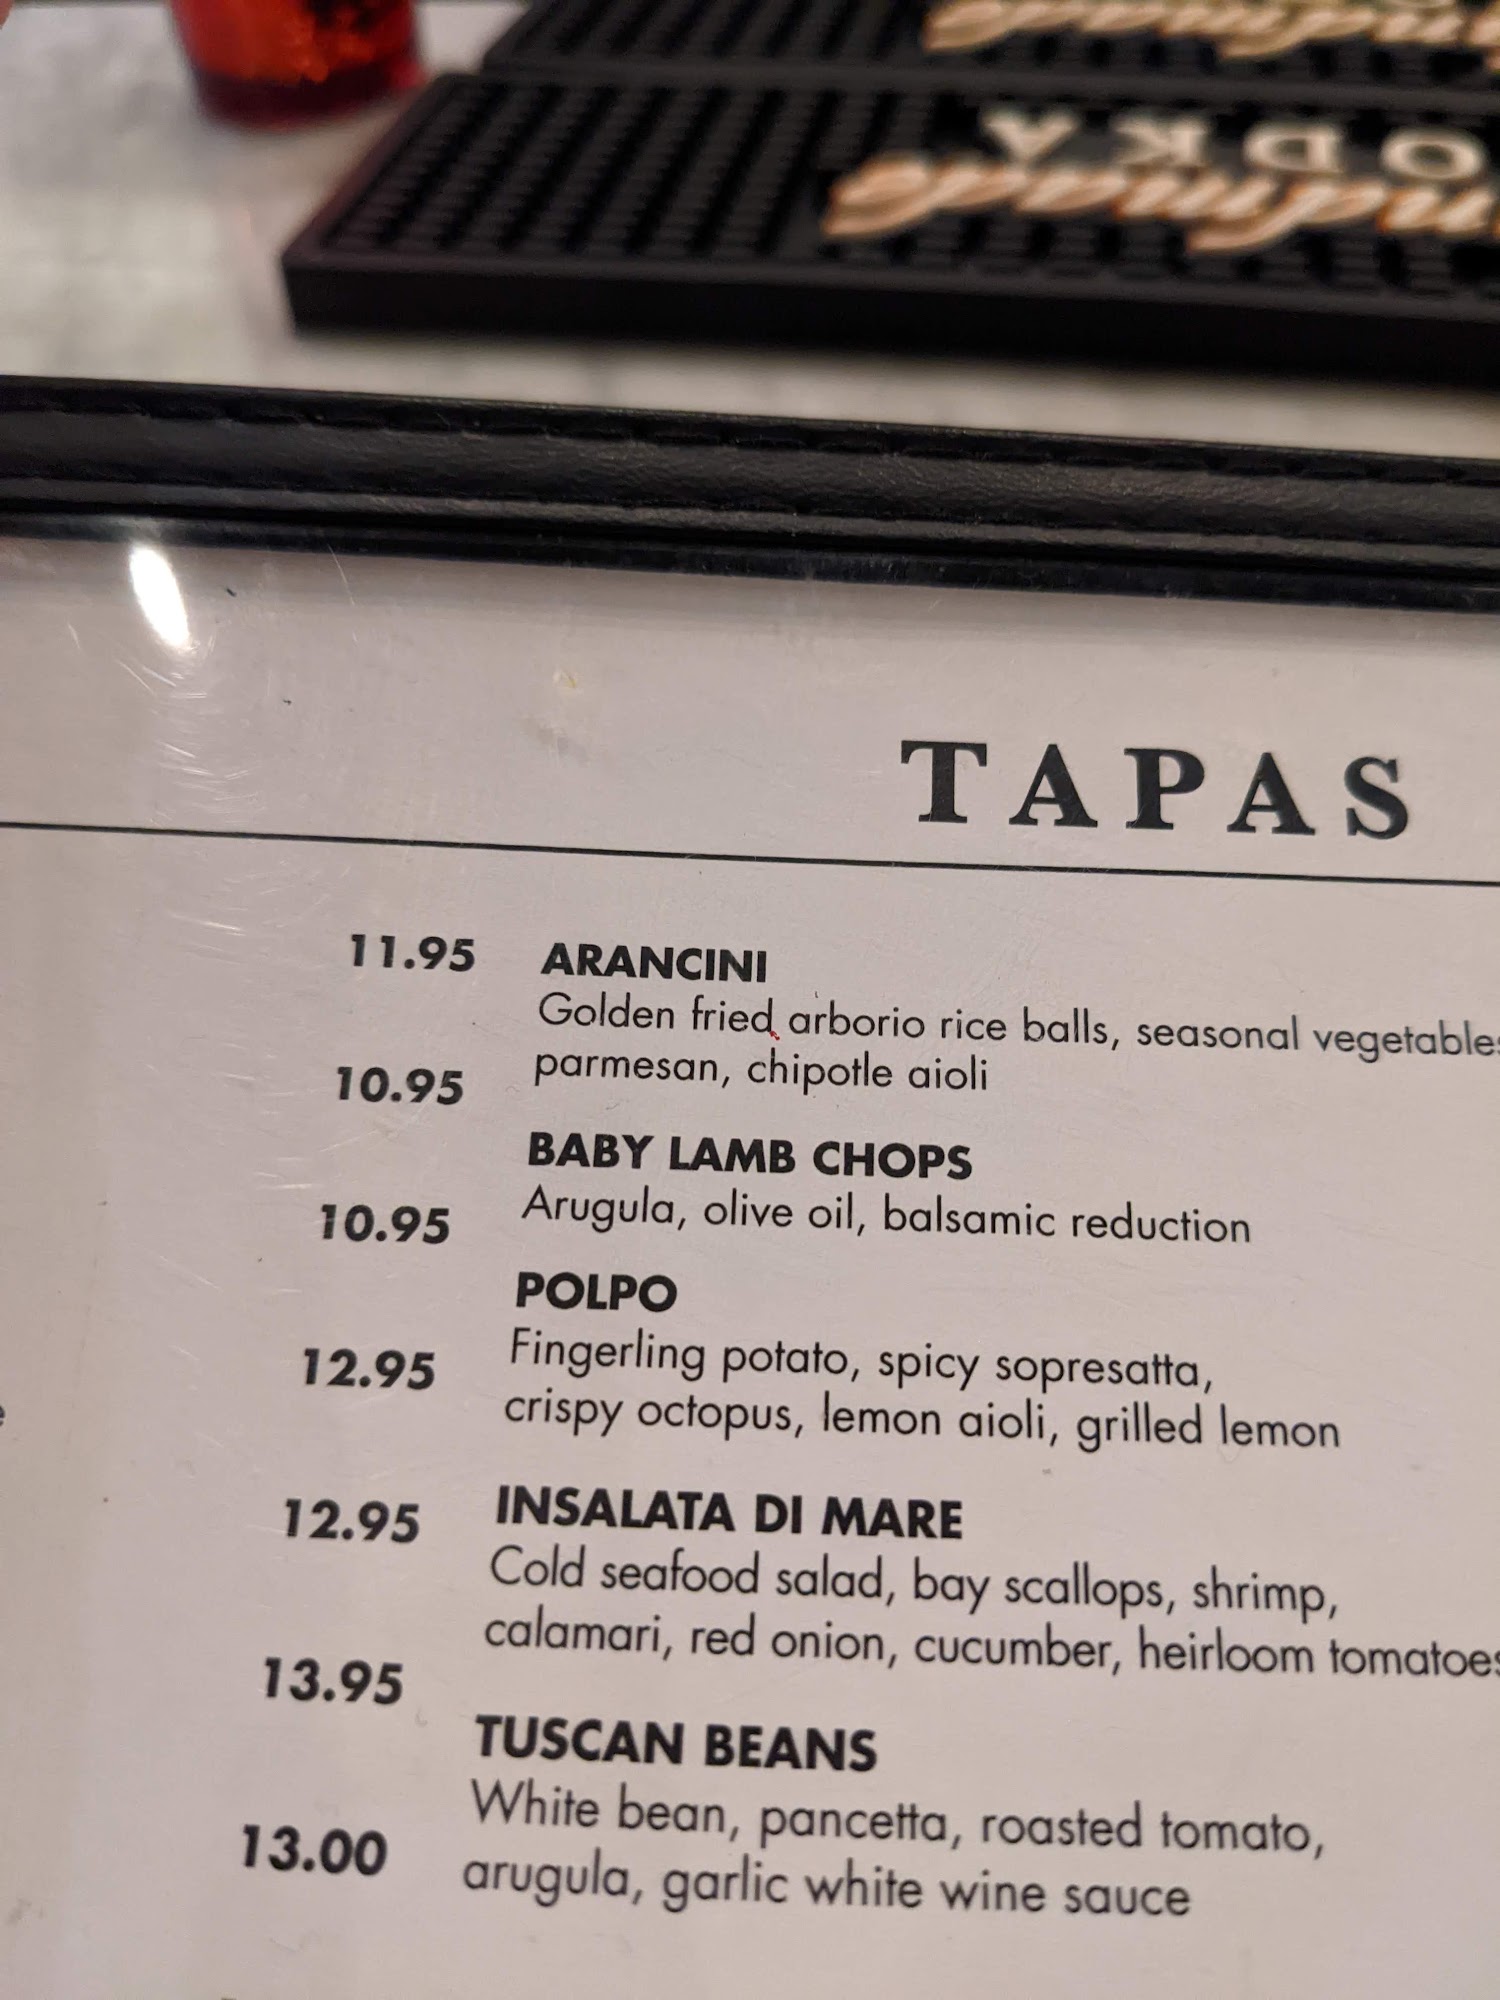 ODKA
TAPAS
11.95
10.95
10.95
12.95
12.95
13.95
13.00
ARANCINI
Golden fried arborio rice balls, seasonal vegetables
parmesan, chipotle aioli
BABY LAMB CHOPS
Arugula, olive oil, balsamic reduction
POLPO
Fingerling potato, spicy sopresatta,
crispy octopus, lemon aioli, grilled lemon
INSALATA DI MARE
Cold seafood salad, bay scallops, shrimp,
calamari, red onion, cucumber, heirloom tomatoes
TUSCAN BEANS
White bean, pancetta, roasted tomato,
arugula, garlic white wine sauce